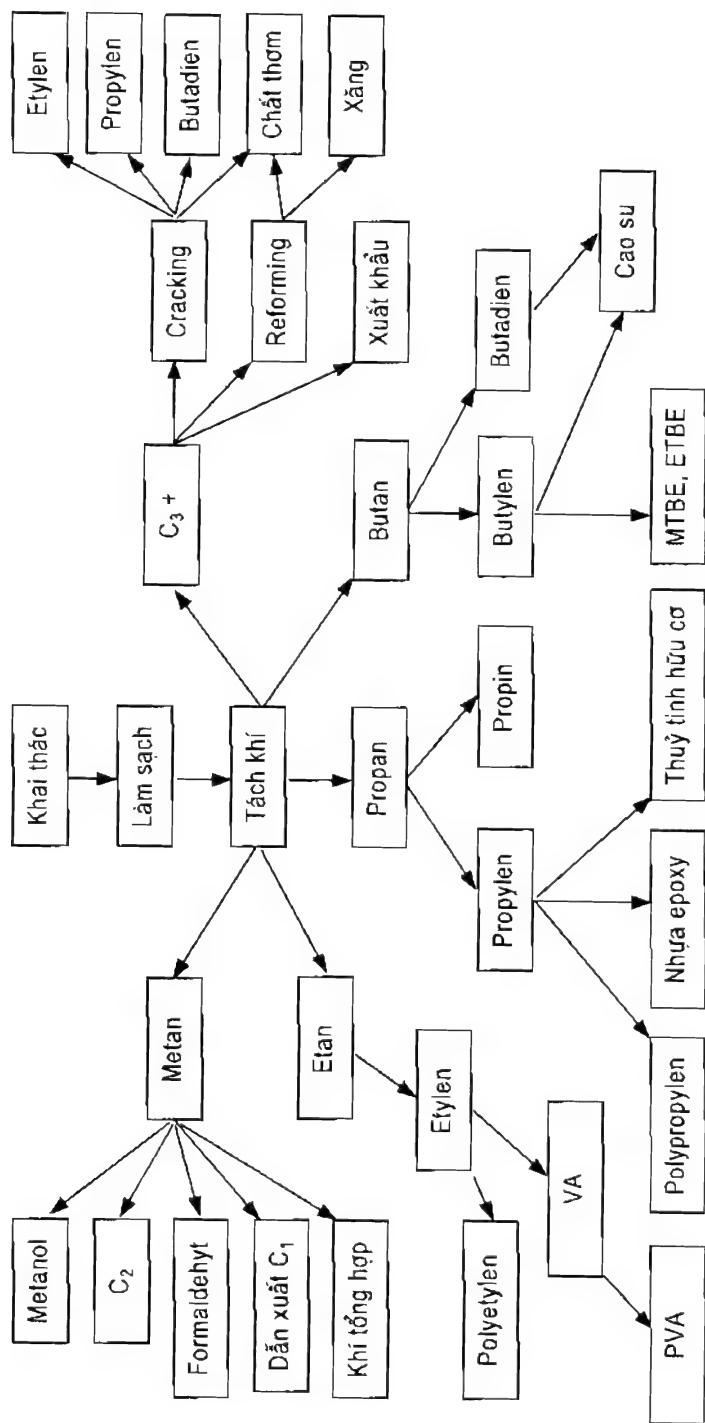 Khai thác
Làm sạch
Tách khí
Metan
Metanol
C₂
Formaldehyt
Dẫn xuất C₁
Khí tổng hợp
Etan
Etylen
Polyetylen
VA
PVA
Propan
Propylen
Propin
Polypropylen
Nhựa epoxy
Thuỷ tinh hữu cơ
Butan
Butylen
Butadien
MTBE, ETBE
Cao su
C₃ +
Cracking
Reforming
Xuất khẩu
Etylen
Propylen
Butadien
Chất thơm
Xăng